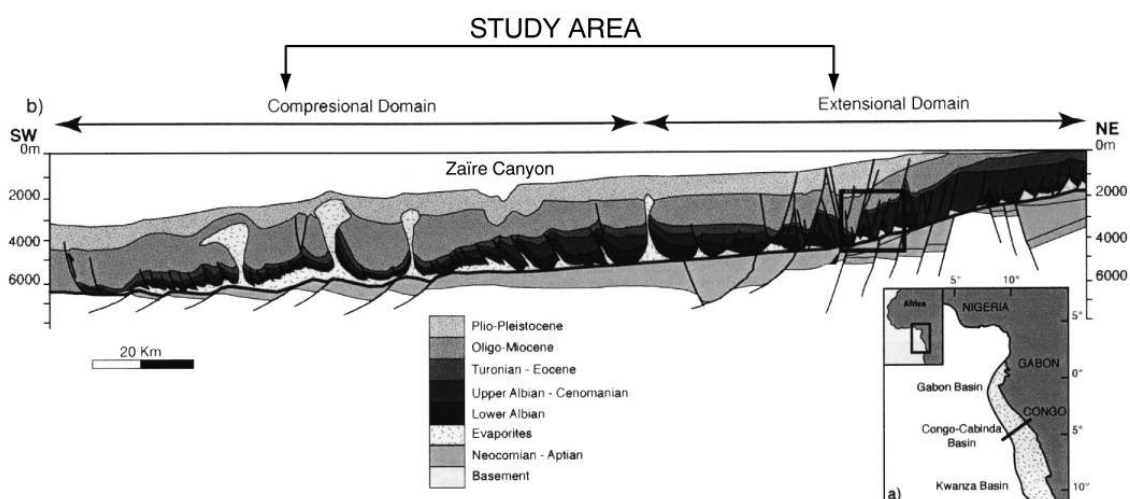 STUDY AREA
b)
Compresional Domain
Extensional Domain
SW
NE
0m
0m
Zaïre Canyon
2000
2000
4000
4000
6000
6000
20 Km
Plio-Pleistocene
Oligo-Miocene
Turonian - Eocene
Upper Albian - Cenomanian
Lower Albian
Evaporites
Neocomian - Aptian
Basement
Africa
5°
10°
NIGERIA
5°
GABON
0°
Gabon Basin
CONGO
Congo-Cabinda
Basin
5°
Kwanza Basin
a)
10°